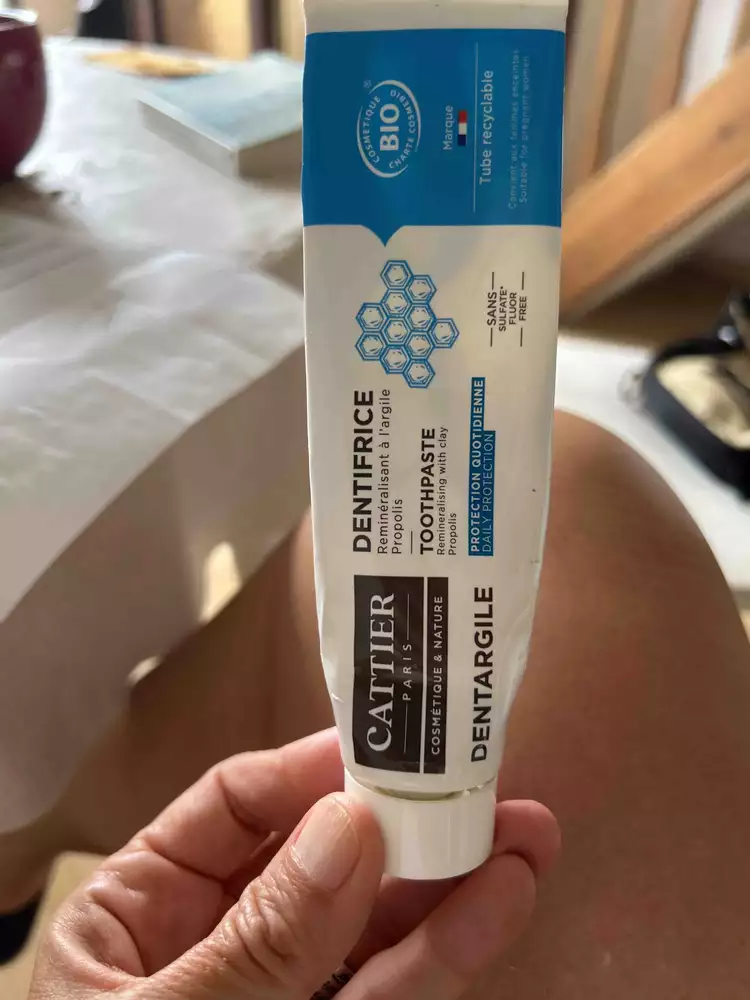 CATTIER
PARIS
COSMÉTIQUE & NATURE
DENTARGILE
DENTIFRICE
Reminéralisant à l'argile
Propolis
TOOTHPASTE
Remineralising with clay
Propolis
PROTECTION QUOTIDIENNE
DAILY PROTECTION
SANS
SULFATE*
FLUOR
FREE
COSMÉTIQUE
BIO
CHARTE COSMEBIO
®
Marque
Tube recyclable
Convient aux femmes enceintes
Suitable for pregnant women